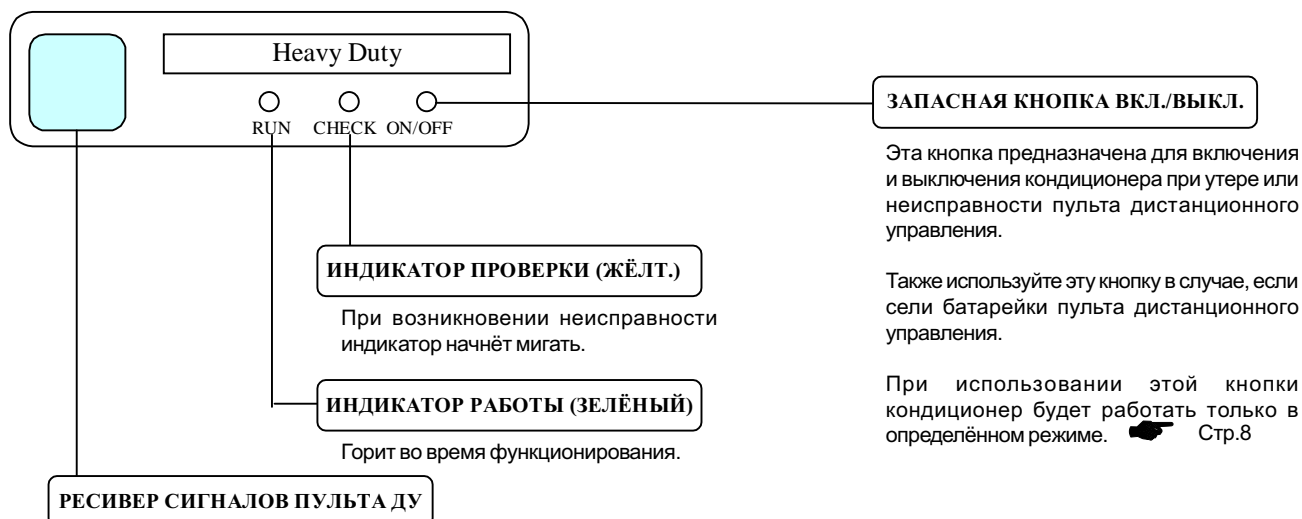 Heavy Duty
RUN CHECK ON/OFF
ЗАПАСНАЯ КНОПКА ВКЛ./ВЫКЛ.
Эта кнопка предназначена для включения
и выключения кондиционера при утере или
неисправности пульта дистанционного
управления.
Также используйте эту кнопку в случае, если
сели батарейки пульта дистанционного
управления.
При использовании этой кнопки
кондиционер будет работать только в
определённом режиме. Стр.8
ИНДИКАТОР ПРОВЕРКИ (ЖЁЛТ.)
При возникновении неисправности
индикатор начнёт мигать.
ИНДИКАТОР РАБОТЫ (ЗЕЛЁНЫЙ)
Горит во время функционирования.
РЕСИВЕР СИГНАЛОВ ПУЛЬТА ДУ